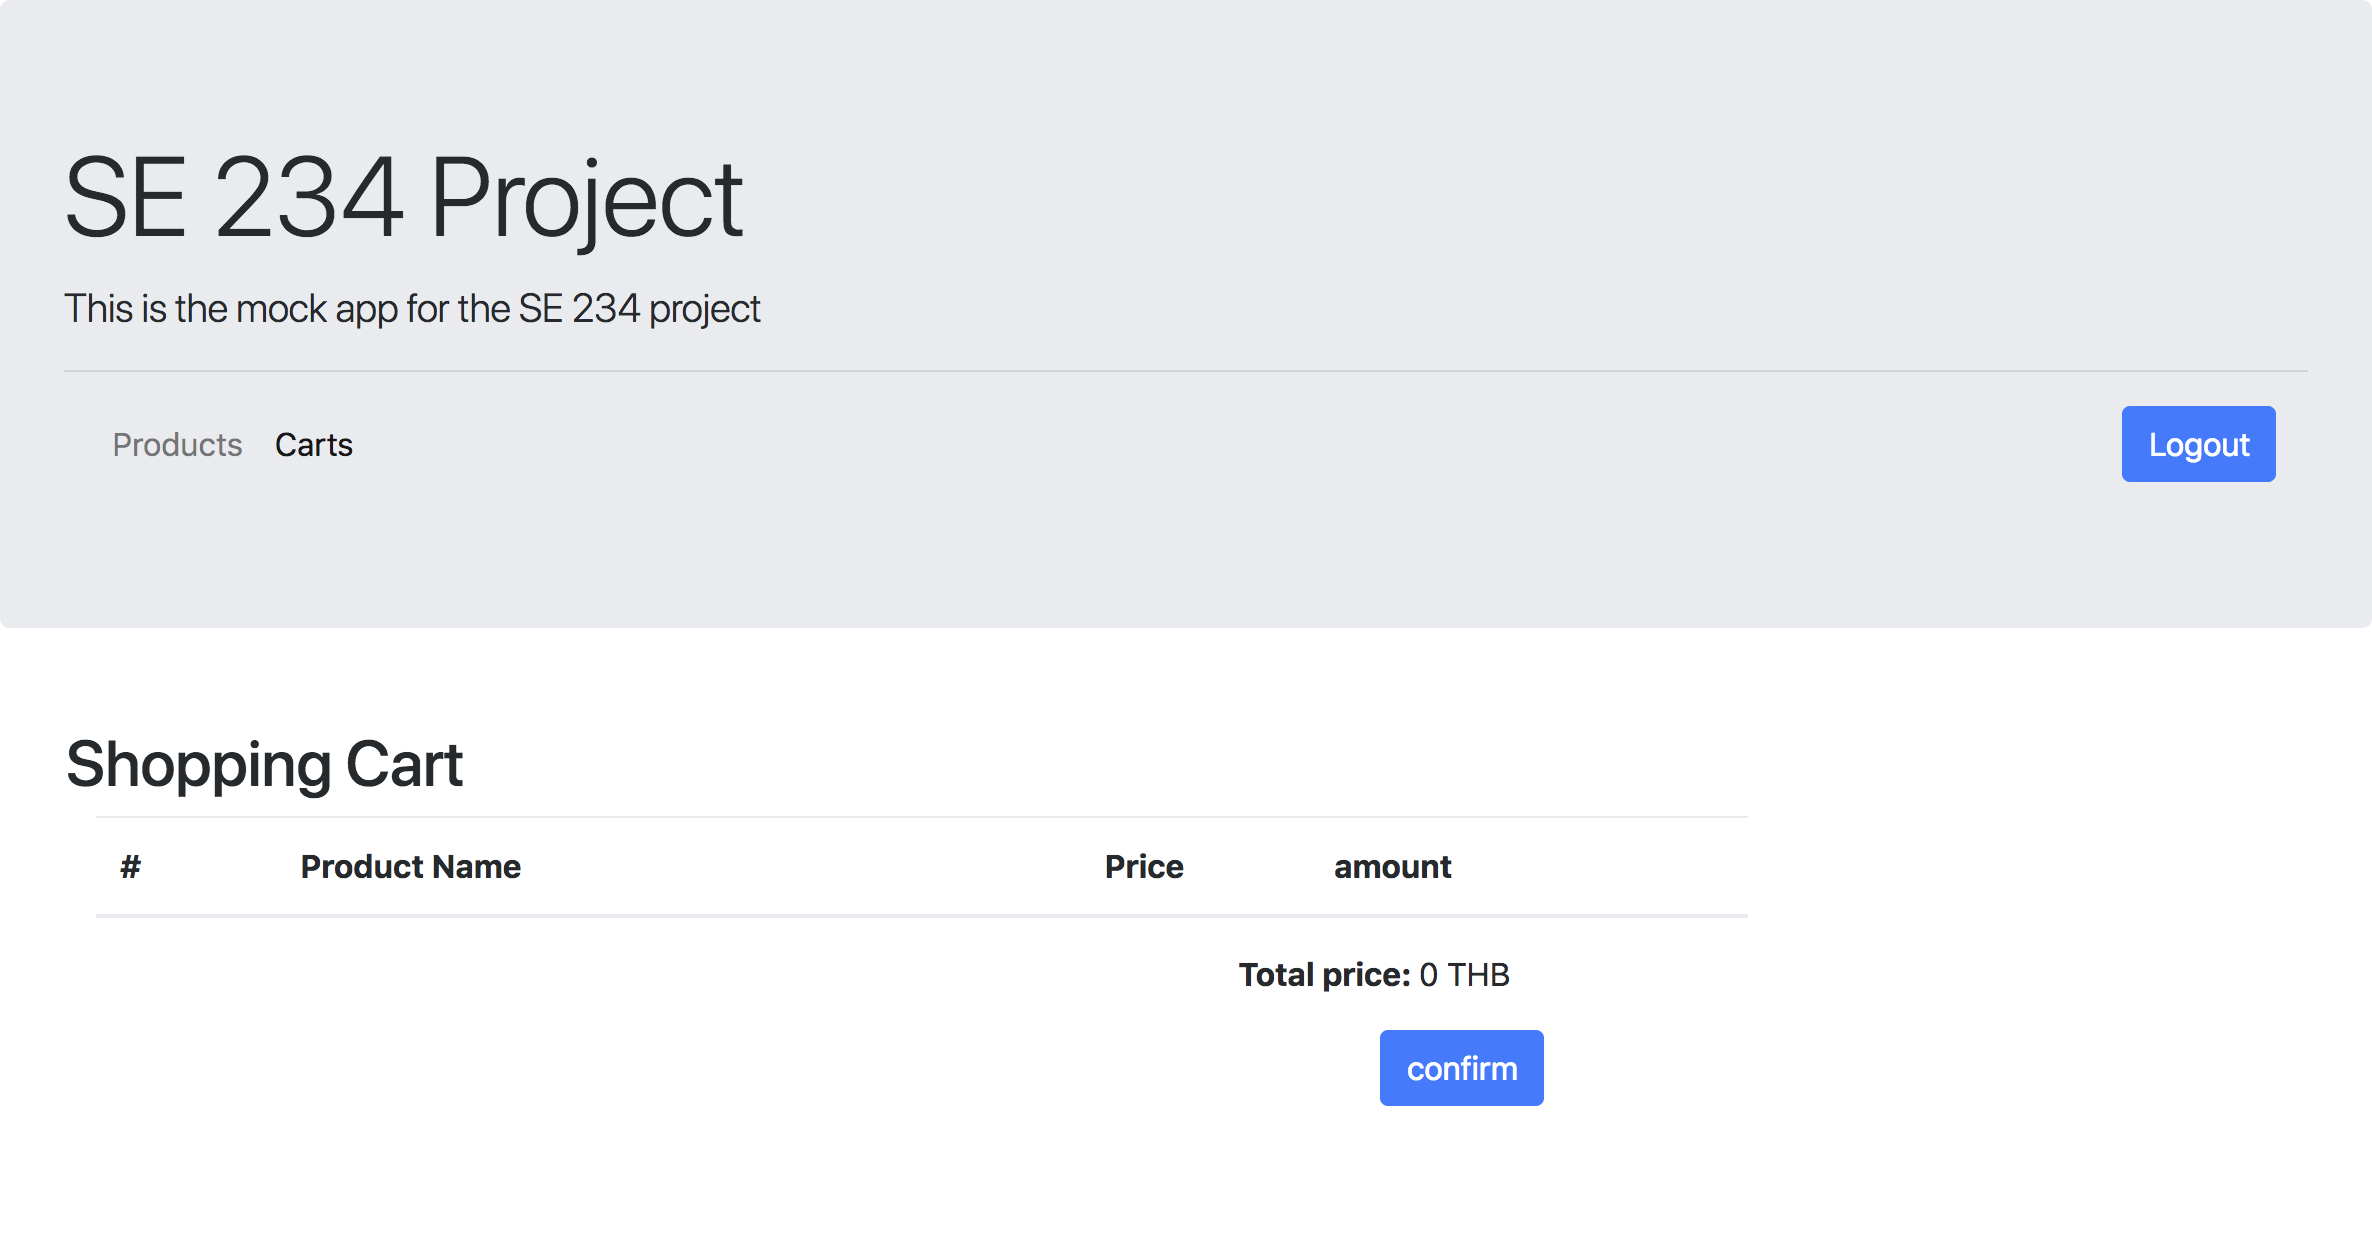 SE 234 Project
This is the mock app for the SE 234 project
Products Carts Logout
Shopping Cart
# Product Name Price amount
Total price: 0 THB
confirm